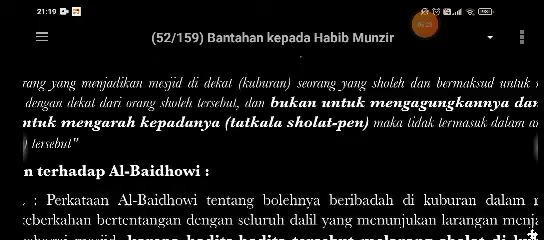 21:19
(52/159) Bantahan kepada Habib Munzir
rang yang menjadikan mesjid di dekat (kuburan) seorang yang sholeh dan bermaksud untuk
dengan dekat dari orang sholeh tersebut, dan bukan untuk mengagungkannya dan
ntuk mengarah kepadanya (tatkala sholat-pen) maka tidak termasuk dalam
tersebut"
n terhadap Al-Baidhowi :
: Perkataan Al-Baidhowi tentang bolehnya beribadah di kuburan dalam
keberkahan bertentangan dengan seluruh dalil yang menunjukan larangan